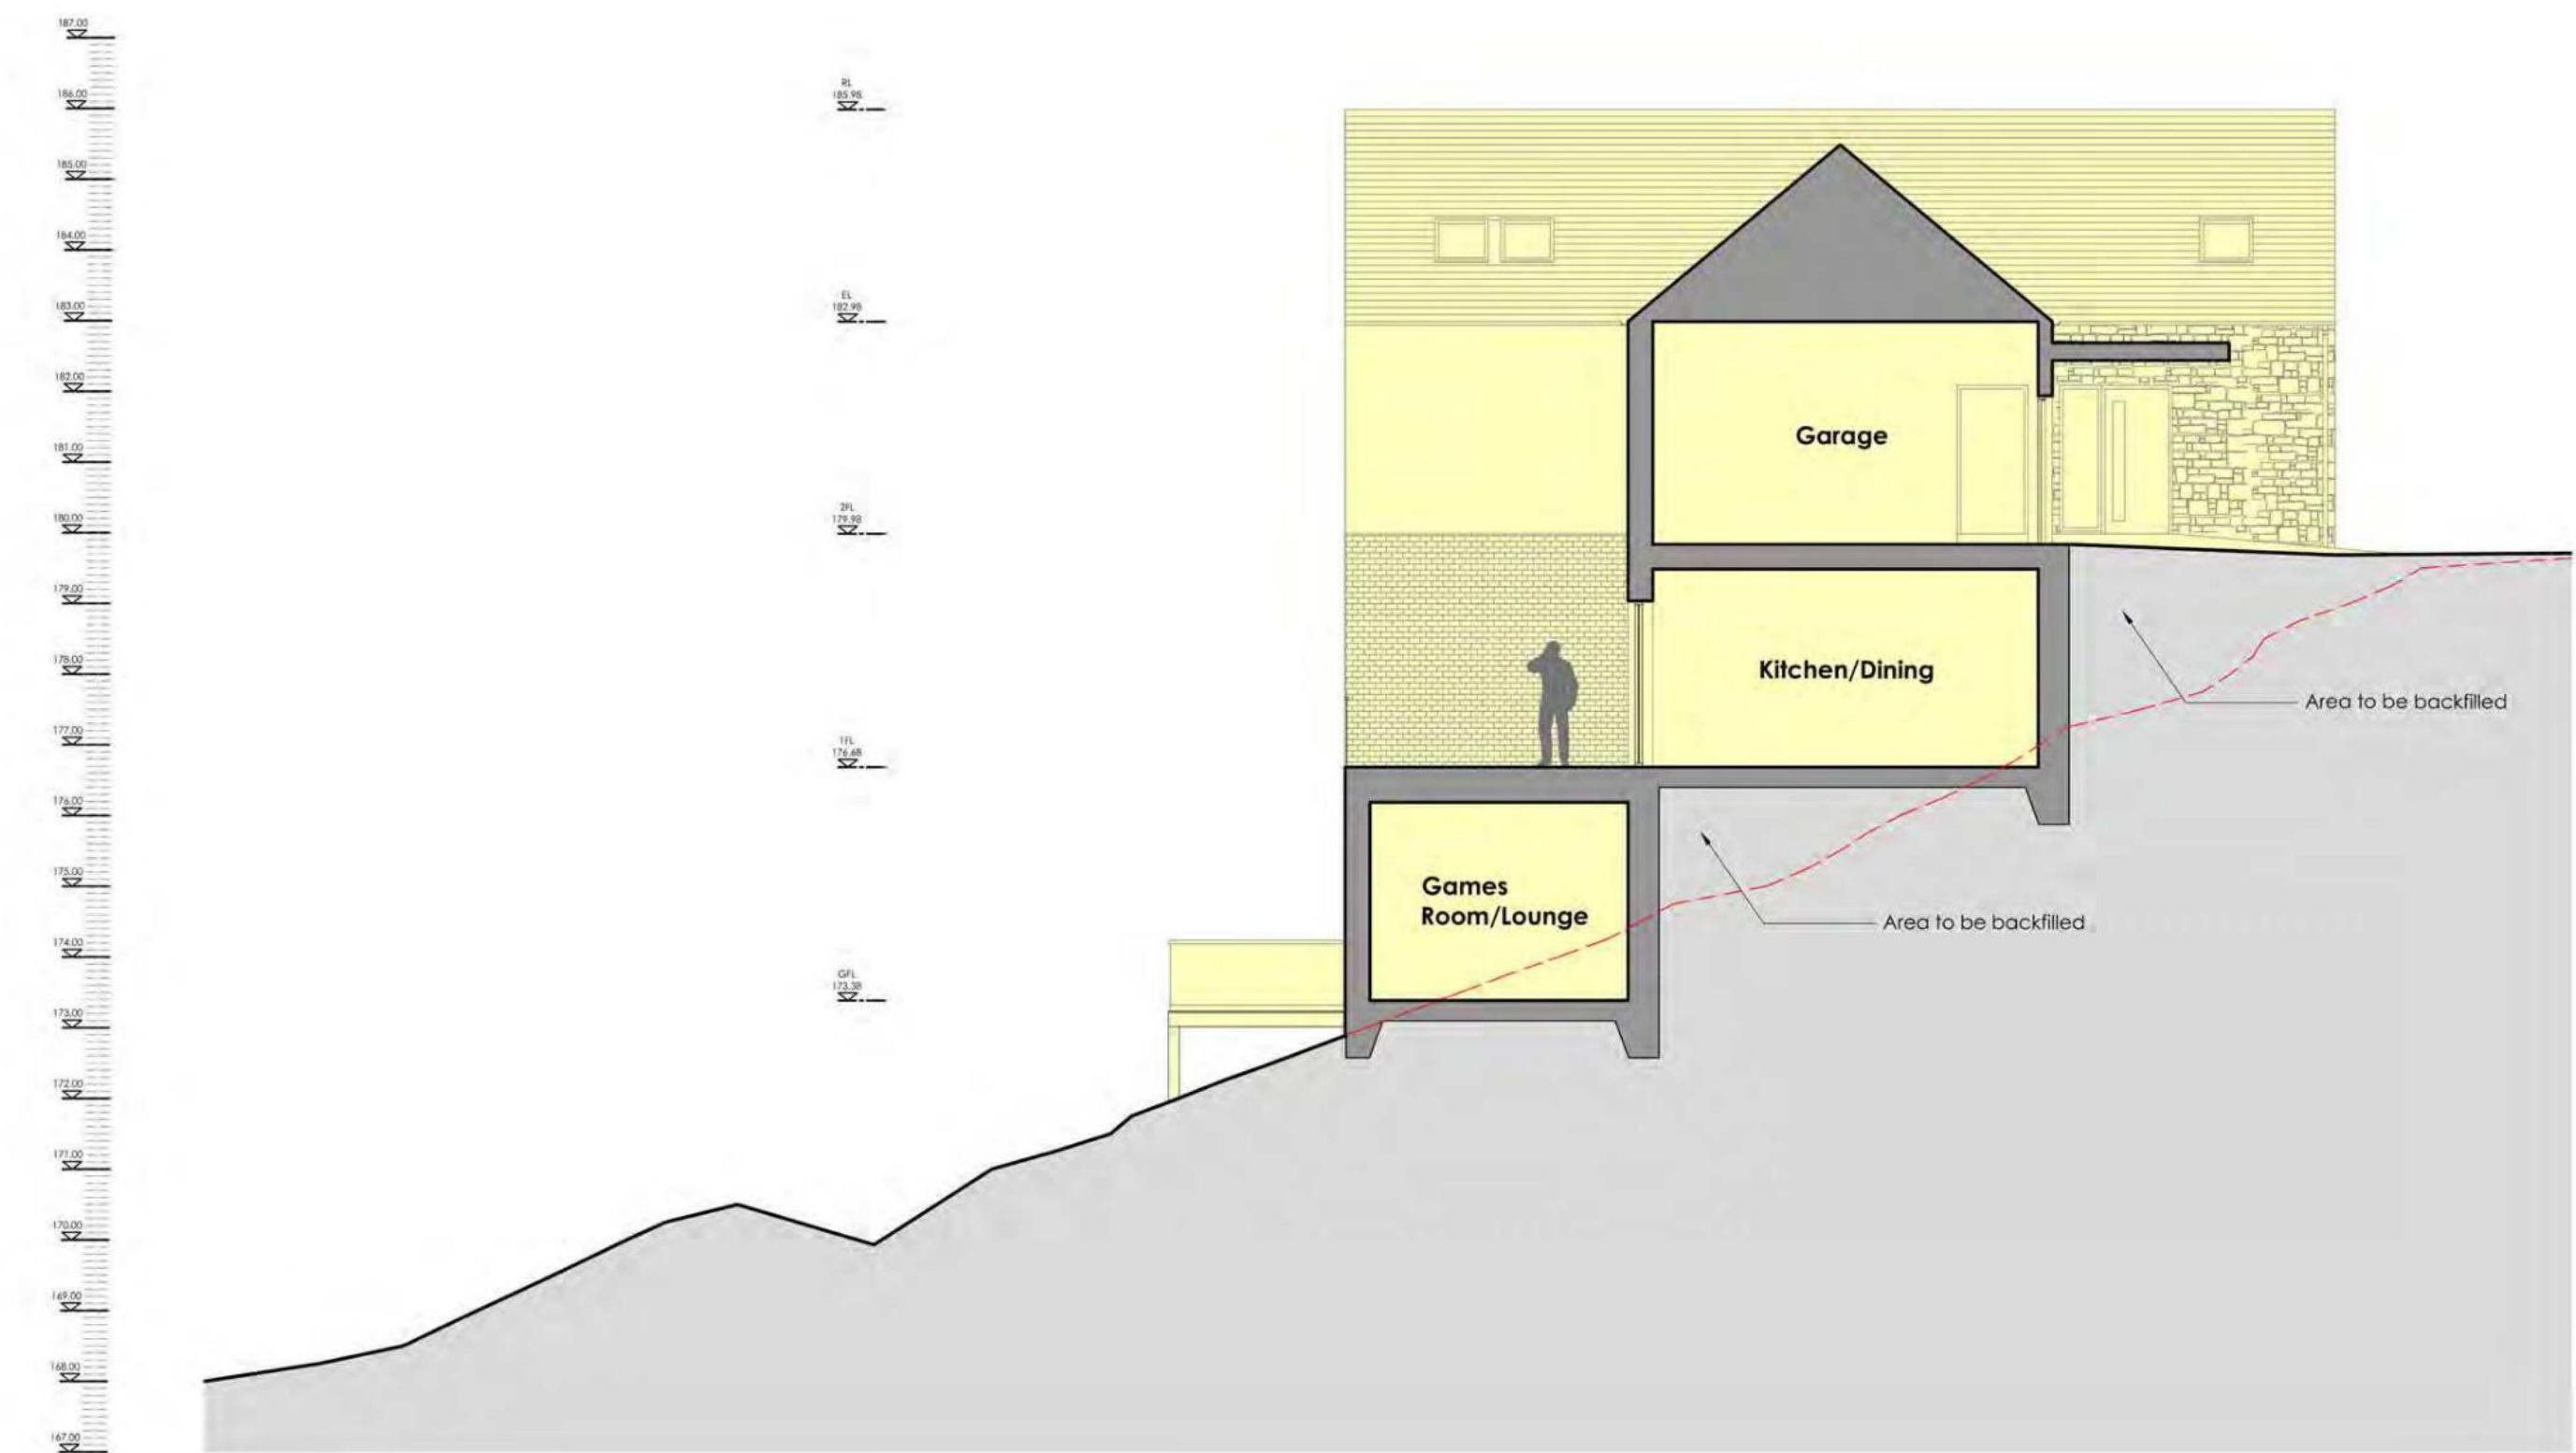 187.00
186.00
185.00
184.00
183.00
182.00
181.00
180.00
179.00
178.00
177.00
176.00
175.00
174.00
173.00
172.00
171.00
170.00
169.00
168.00
167.00
RL
185.98
EL
182.98
2FL
179.98
1FL
176.68
GFL
173.38
Garage
Kitchen/Dining
Area to be backfilled
Games
Room/Lounge
Area to be backfilled